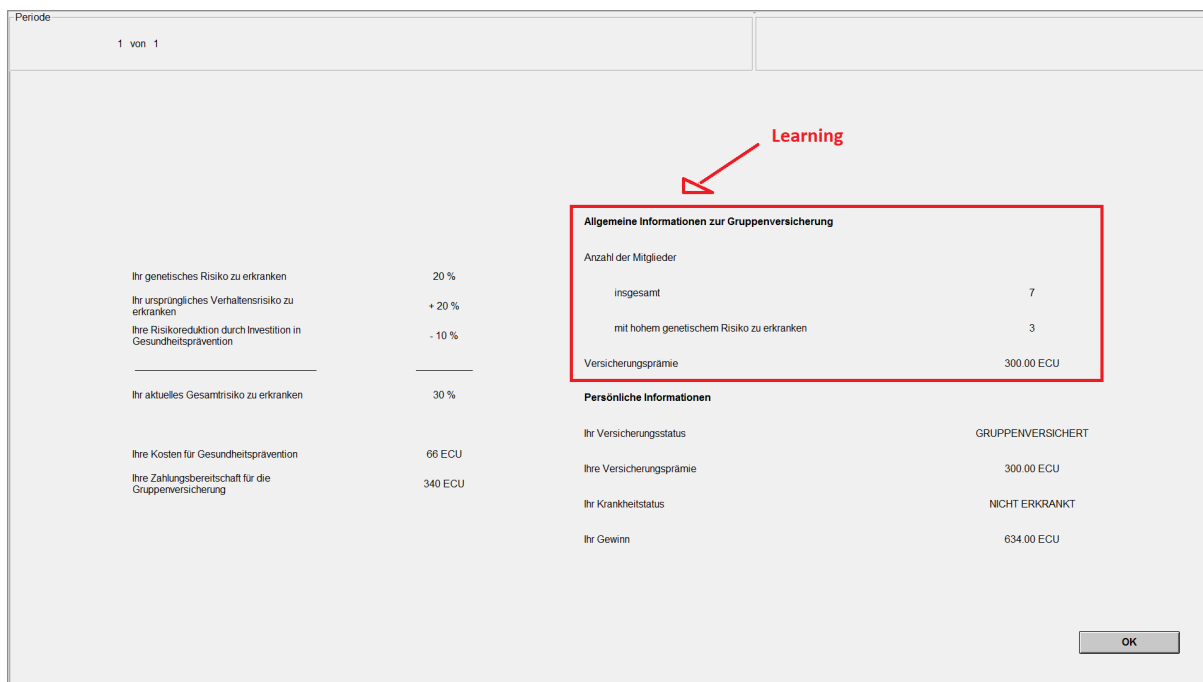 Periode
1 von 1
Learning
Ihr genetisches Risiko zu erkranken 20 %
Ihr ursprüngliches Verhaltensrisiko zu
erkranken + 20 %
Ihre Risikoreduktion durch Investition in
Gesundheitsprävention - 10 %
Ihr aktuelles Gesamtrisiko zu erkranken 30 %
Ihre Kosten für Gesundheitsprävention 66 ECU
Ihre Zahlungsbereitschaft für die
Gruppenversicherung 340 ECU
Allgemeine Informationen zur Gruppenversicherung
Anzahl der Mitglieder
insgesamt 7
mit hohem genetischem Risiko zu erkranken 3
Versicherungsprämie 300.00 ECU
Persönliche Informationen
Ihr Versicherungsstatus GRUPPENVERSICHERT
Ihre Versicherungsprämie 300.00 ECU
Ihr Krankheitstatus NICHT ERKRANKT
Ihr Gewinn 634.00 ECU
OK